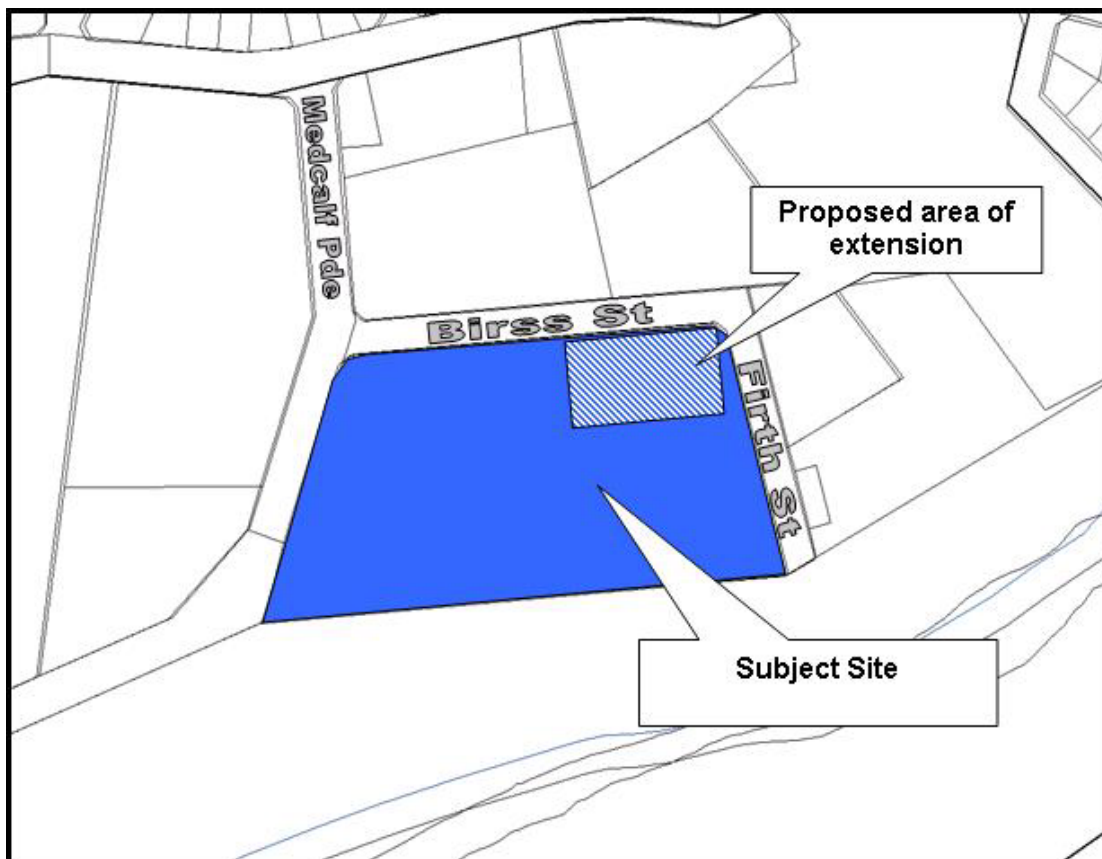 Medcalf Pde
Proposed area of
extension
Birss St
Firth St
Subject Site